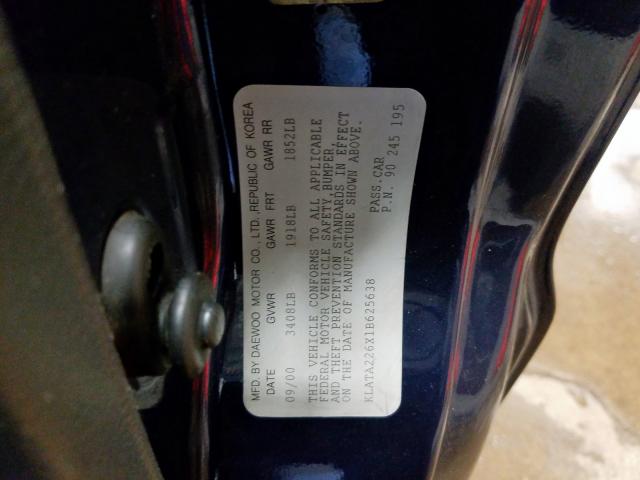 MFD. BY DAEWOO MOTOR CO., LTD., REPUBLIC OF KOREA
DATE GVWR GAWR FRT GAWR RR
09/00 3408LB 1918LB 1852LB
THIS VEHICLE CONFORMS TO ALL APPLICABLE
FEDERAL MOTOR VEHICLE SAFETY,BUMPER,
AND THEFT PREVENTION STANDARDS IN EFFECT
ON THE DATE OF MANUFACTURE SHOWN ABOVE.
PASS.CAR
KLATA226X1B625638 P.N. 90 245 195